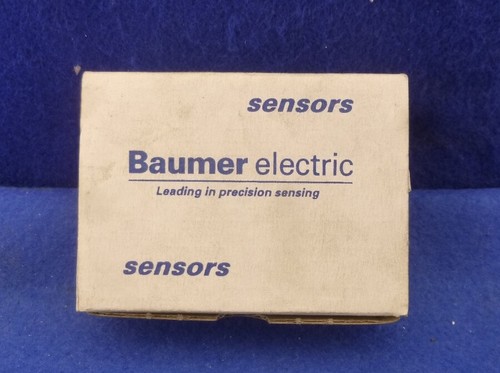 sensors
Baumer electric
Leading in precision sensing
sensors